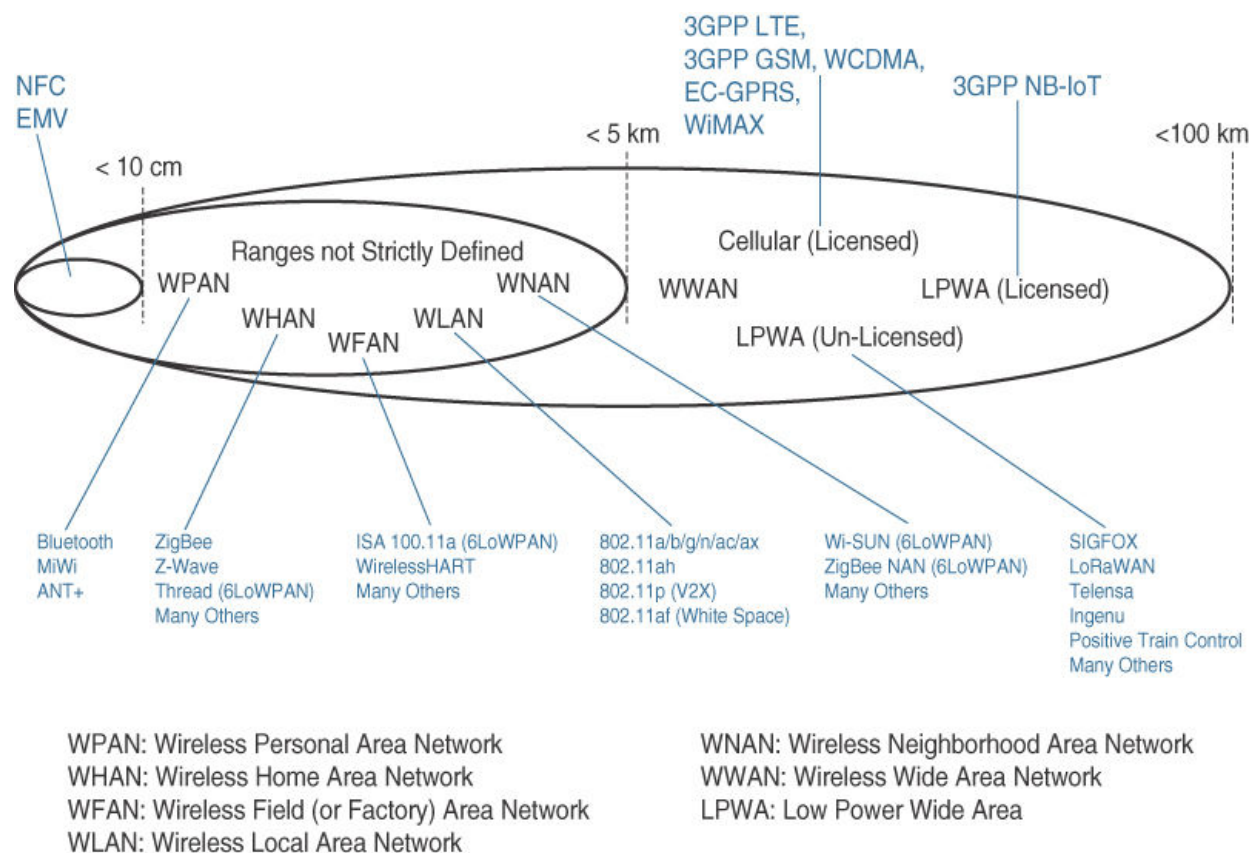 3GPP LTE,
3GPP GSM, WCDMA,
EC-GPRS,
WiMAX
3GPP NB-IoT
NFC
EMV
< 10 cm
< 5 km
<100 km
Ranges not Strictly Defined
Cellular (Licensed)
WPAN
WNAN
WWAN
LPWA (Licensed)
WHAN
WLAN
WFAN
LPWA (Un-Licensed)
Bluetooth
MiWi
ANT+
ZigBee
Z-Wave
Thread (6LoWPAN)
Many Others
ISA 100.11a (6LoWPAN)
WirelessHART
Many Others
802.11a/b/g/n/ac/ax
802.11ah
802.11p (V2X)
802.11af (White Space)
Wi-SUN (6LoWPAN)
ZigBee NAN (6LoWPAN)
Many Others
SIGFOX
LoRaWAN
Telensa
Ingenu
Positive Train Control
Many Others
WPAN: Wireless Personal Area Network
WHAN: Wireless Home Area Network
WFAN: Wireless Field (or Factory) Area Network
WLAN: Wireless Local Area Network
WNAN: Wireless Neighborhood Area Network
WWAN: Wireless Wide Area Network
LPWA: Low Power Wide Area